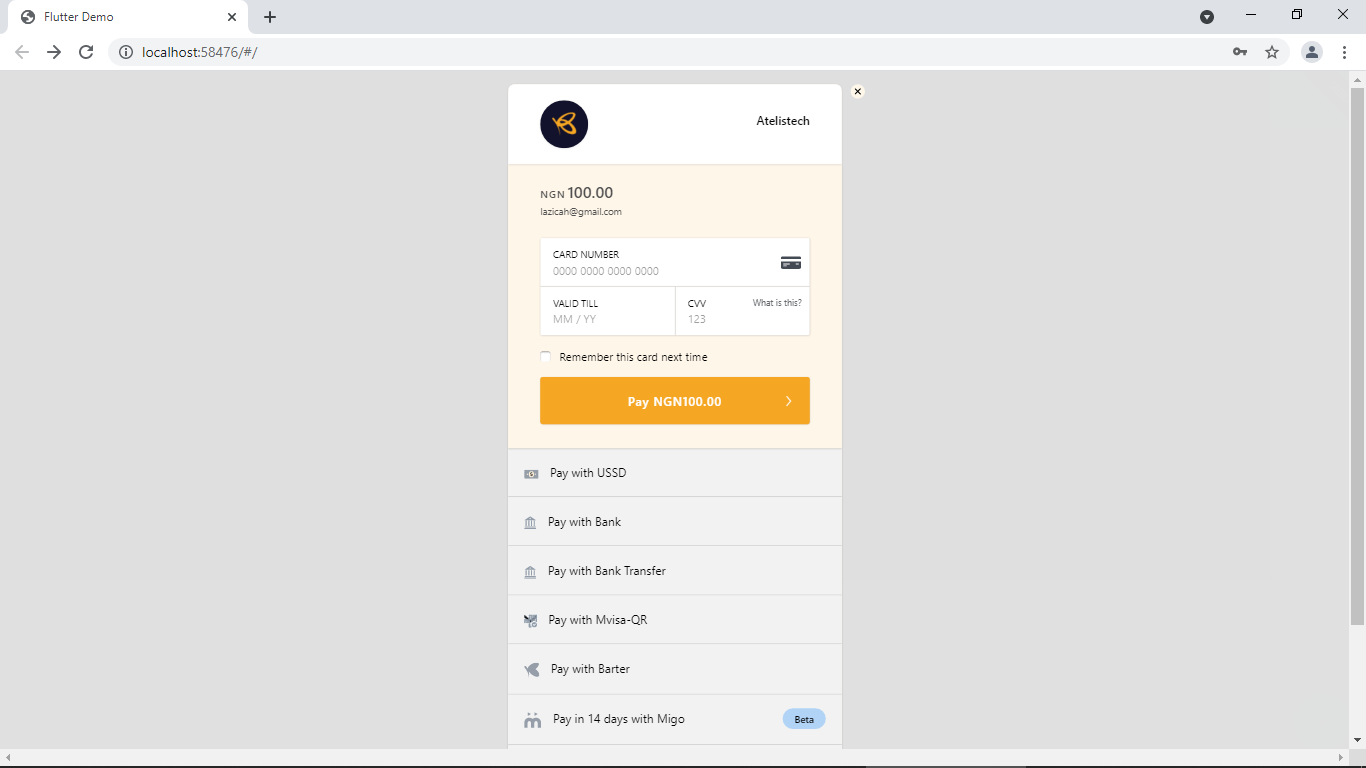 Flutter Demo
localhost:58476/#/
Atelistech
NGN 100.00
lazicah@gmail.com
CARD NUMBER
0000 0000 0000 0000
VALID TILL
MM / YY
CVV
What is this?
123
Remember this card next time
Pay NGN100.00
Pay with USSD
Pay with Bank
Pay with Bank Transfer
Pay with Mvisa-QR
Pay with Barter
Pay in 14 days with Migo
Beta